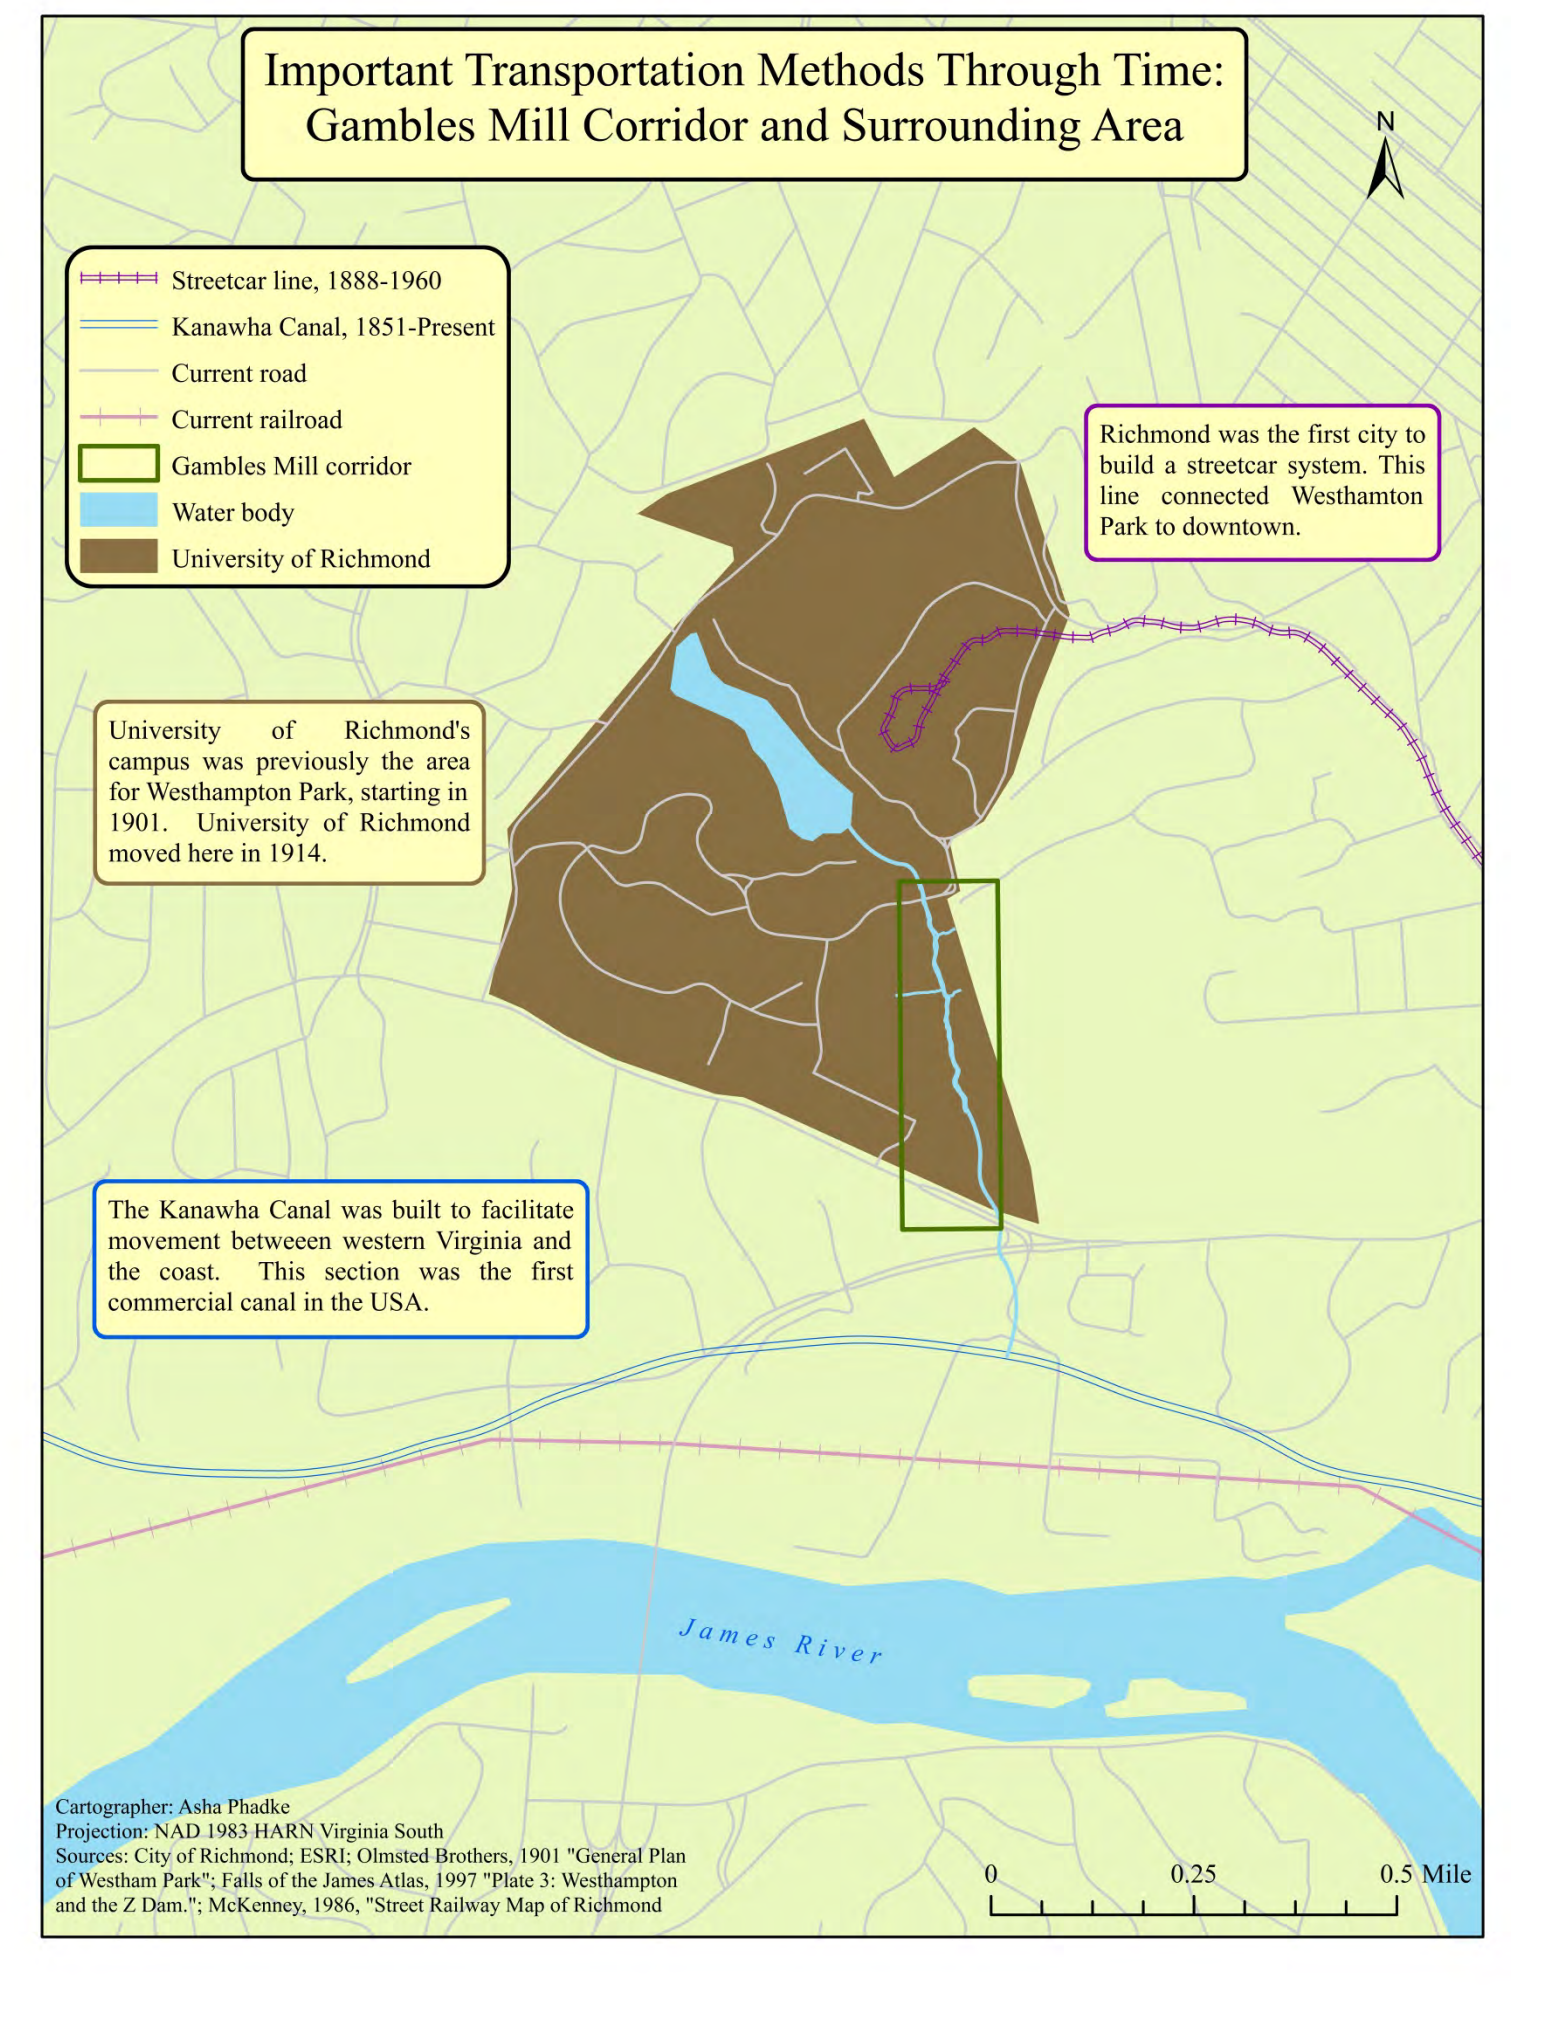 Important Transportation Methods Through Time:
Gambles Mill Corridor and Surrounding Area
N
Streetcar line, 1888-1960
Kanawha Canal, 1851-Present
Current road
Current railroad
Gambles Mill corridor
Water body
University of Richmond
Richmond was the first city to
build a streetcar system. This
line connected Westhamton
Park to downtown.
University of Richmond's
campus was previously the area
for Westhampton Park, starting in
1901. University of Richmond
moved here in 1914.
The Kanawha Canal was built to facilitate
movement betweeen western Virginia and
the coast. This section was the first
commercial canal in the USA.
James River
Cartographer: Asha Phadke
Projection: NAD 1983 HARN Virginia South
Sources: City of Richmond; ESRI; Olmsted Brothers, 1901 "General Plan
of Westham Park"; Falls of the James Atlas, 1997 "Plate 3: Westhampton
and the Z Dam."; McKenney, 1986, "Street Railway Map of Richmond
0 0.25 0.5 Mile